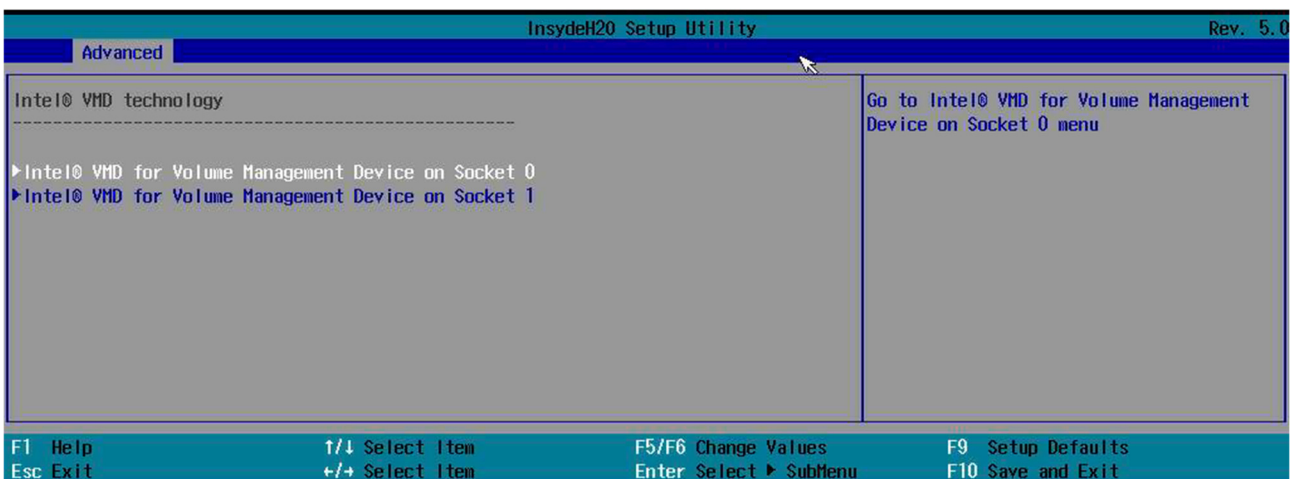 InsydeH20 Setup Utility Rev. 5.0
Advanced
Intel® VMD technology
--------------------------------------------------
▶Intel® VMD for Volume Management Device on Socket 0
▶Intel® VMD for Volume Management Device on Socket 1
Go to Intel® VMD for Volume Management
Device on Socket 0 menu
F1 Help ↑/↓ Select Item F5/F6 Change Values F9 Setup Defaults
Esc Exit ←/→ Select Item Enter Select ▶ SubMenu F10 Save and Exit